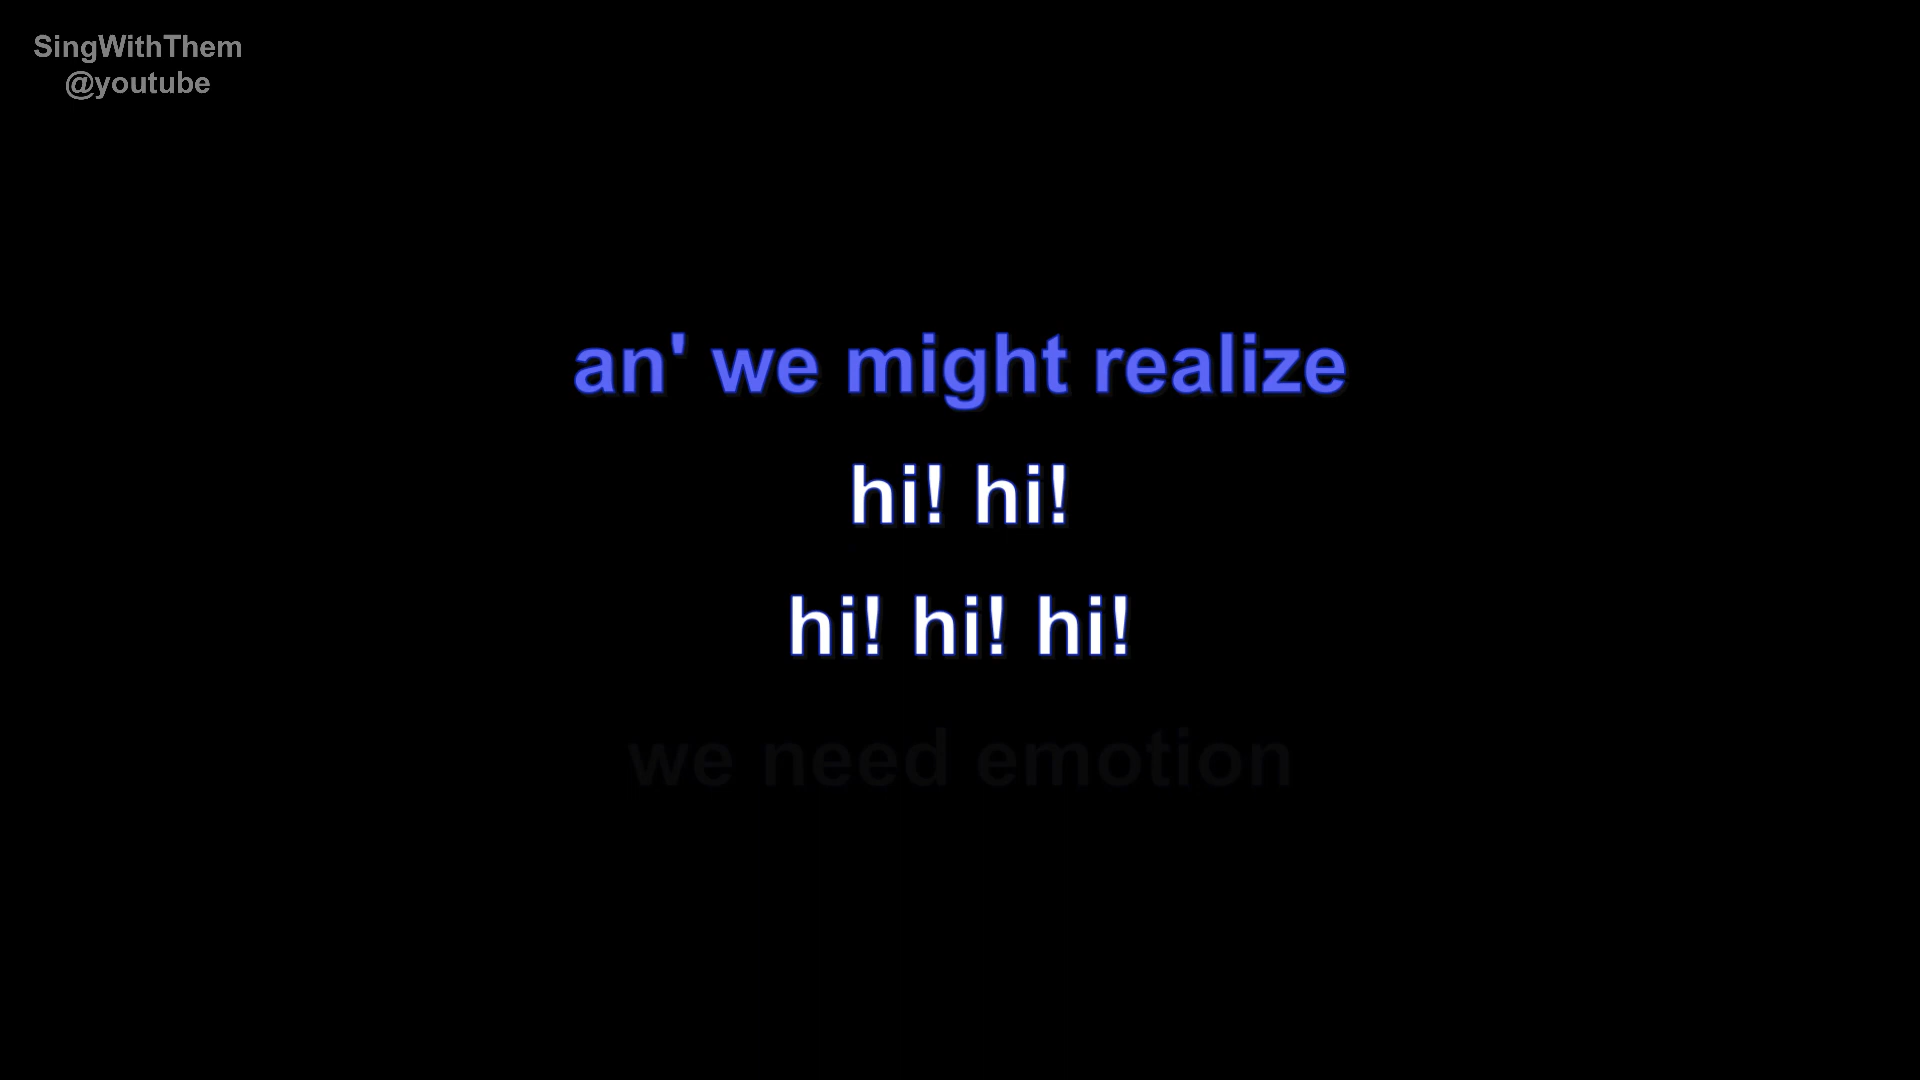 SingWithThem
@youtube
an' we might realize
hi! hi!
hi! hi! hi!
we need emotion